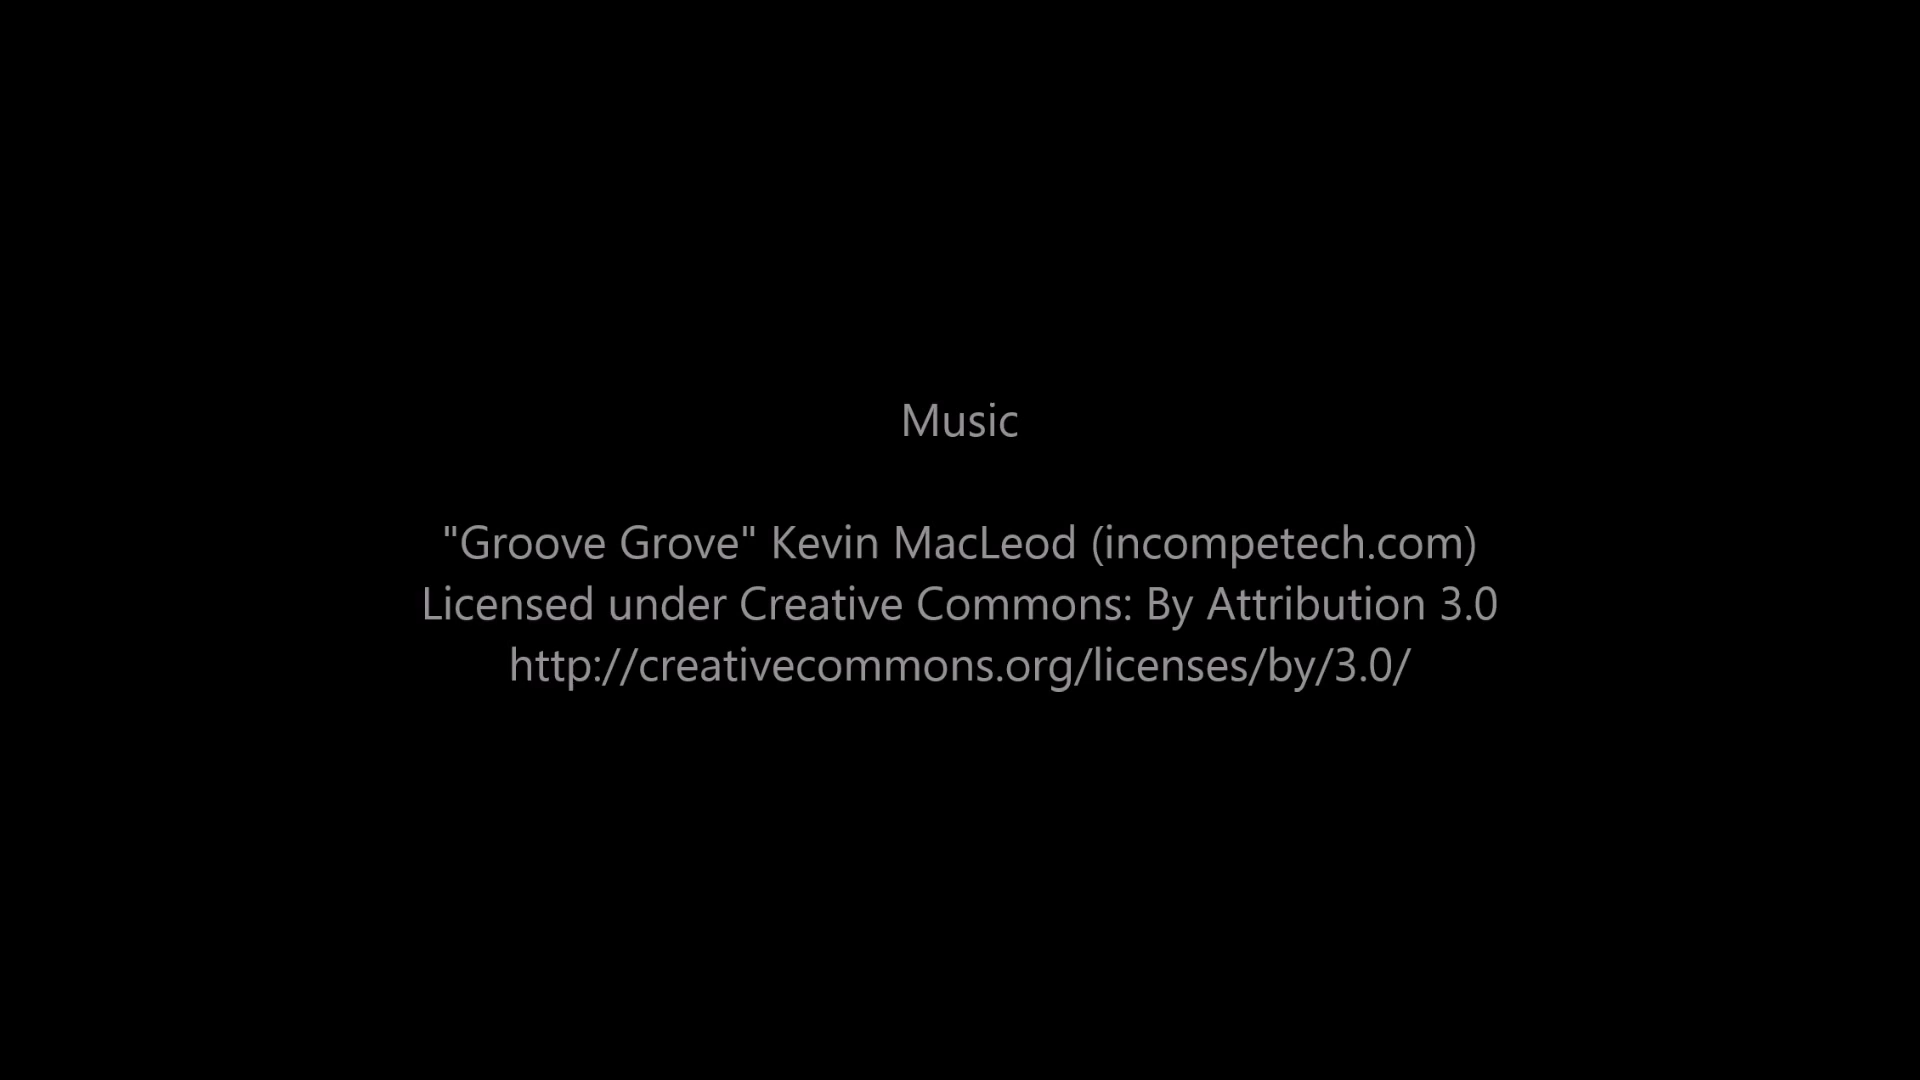 Music
"Groove Grove" Kevin MacLeod (incompetech.com)
Licensed under Creative Commons: By Attribution 3.0
http://creativecommons.org/licenses/by/3.0/